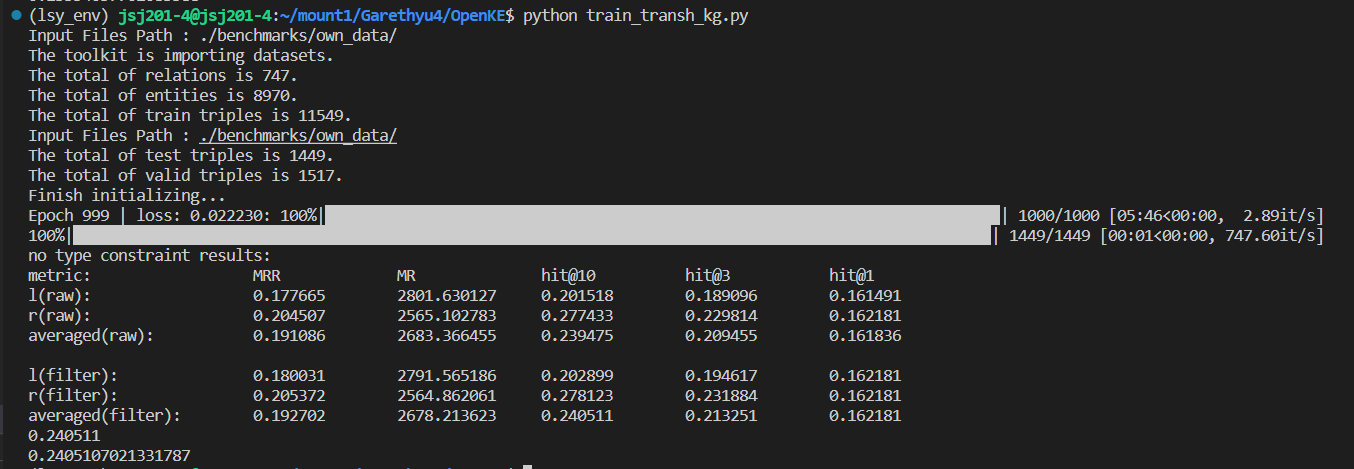 (lsy_env) jsj201-4@jsj201-4:~/mount1/Garethyu4/OpenKE$ python train_transh_kg.py
Input Files Path : ./benchmarks/own_data/
The toolkit is importing datasets.
The total of relations is 747.
The total of entities is 8970.
The total of train triples is 11549.
Input Files Path : ./benchmarks/own_data/
The total of test triples is 1449.
The total of valid triples is 1517.
Finish initializing...
Epoch 999 | loss: 0.022230: 100%| | 1000/1000 [05:46<00:00, 2.89it/s]
100%| | 1449/1449 [00:01<00:00, 747.60it/s]
no type constraint results:
metric: MRR MR hit@10 hit@3 hit@1
l(raw): 0.177665 2801.630127 0.201518 0.189096 0.161491
r(raw): 0.204507 2565.102783 0.277433 0.229814 0.162181
averaged(raw): 0.191086 2683.366455 0.239475 0.209455 0.161836
l(filter): 0.180031 2791.565186 0.202899 0.194617 0.162181
r(filter): 0.205372 2564.862061 0.278123 0.231884 0.162181
averaged(filter): 0.192702 2678.213623 0.240511 0.213251 0.162181
0.240511
0.2405107021331787